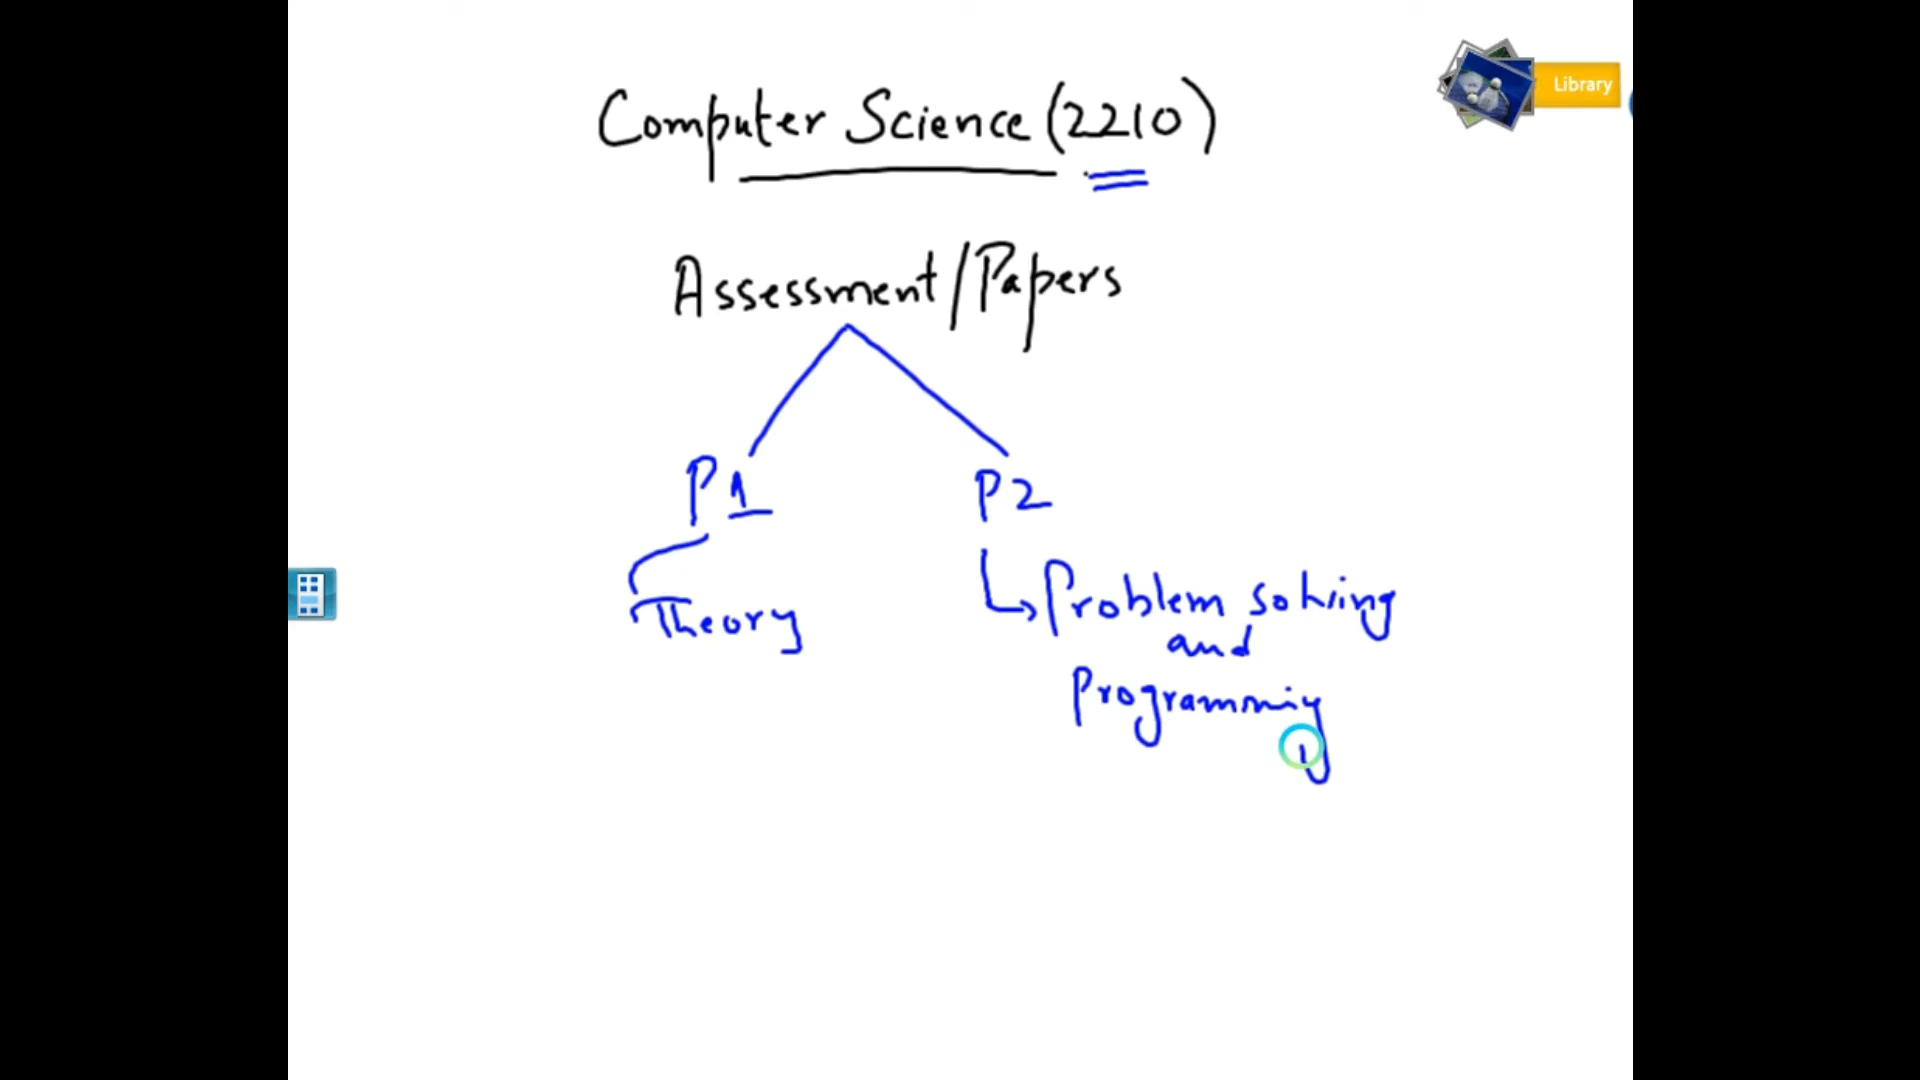 Library
Computer Science (2210)
Assessment/Papers
P1
P2
Theory
Problem solving
and
Programming